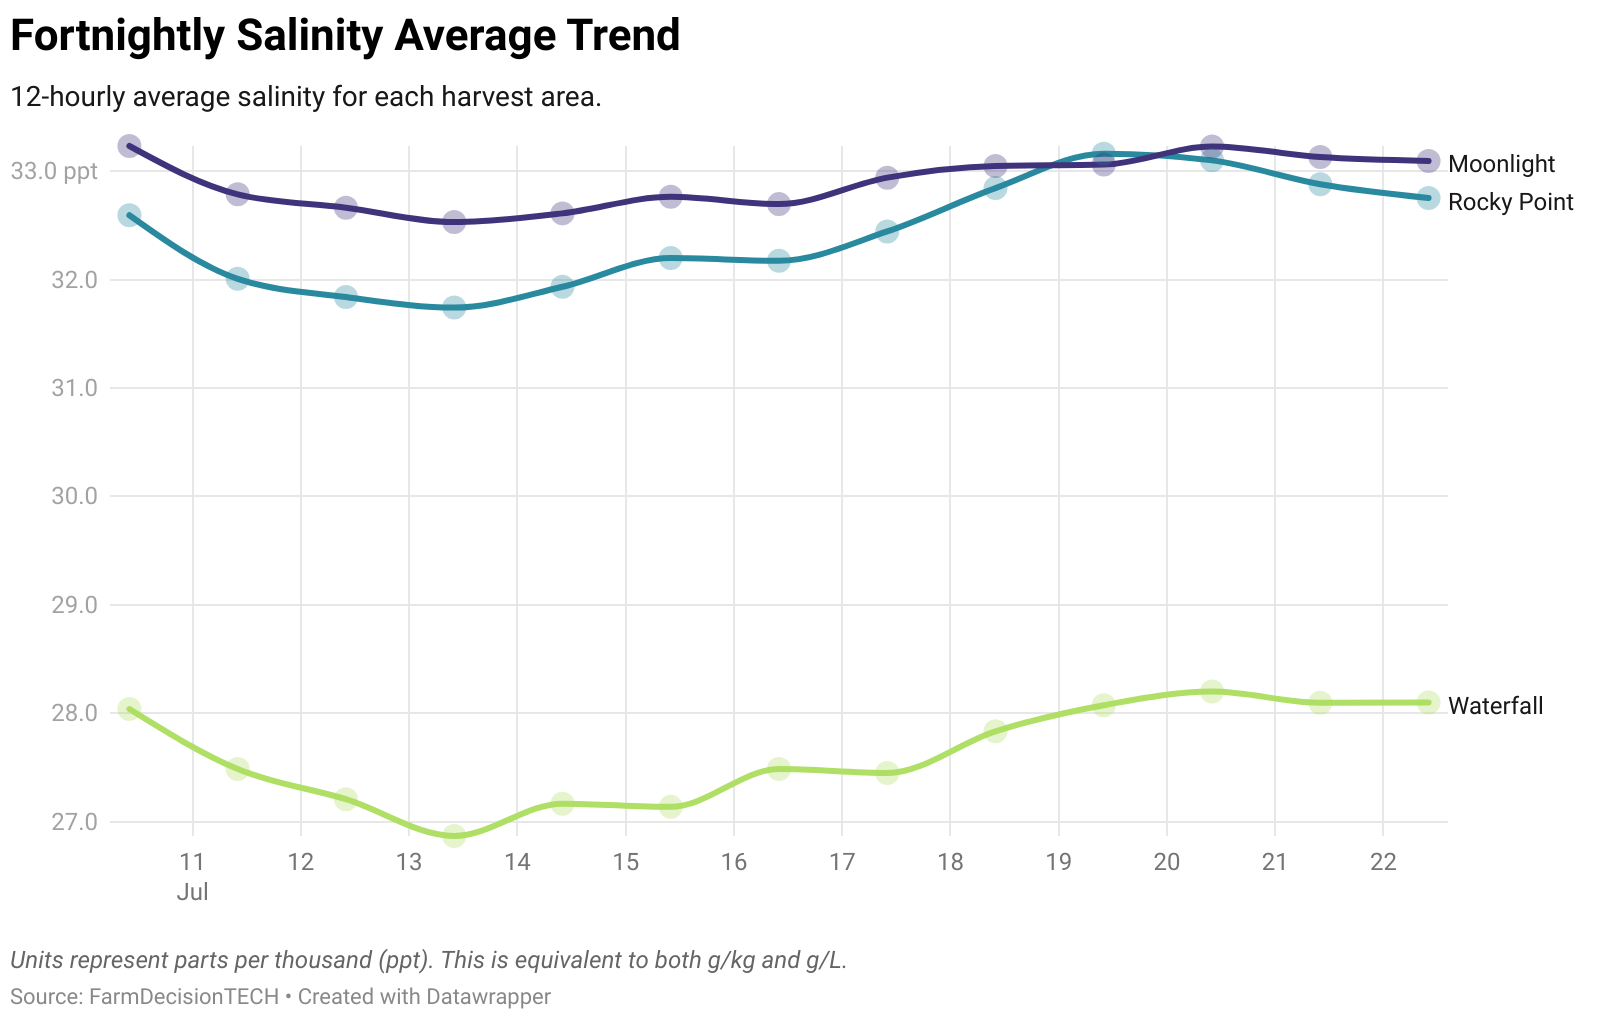 Fortnightly Salinity Average Trend
12-hourly average salinity for each harvest area.
33.0 ppt
Moonlight
Rocky Point
32.0
31.0
30.0
29.0
28.0
Waterfall
27.0
11 12 13 14 15 16 17 18 19 20 21 22
Jul
Units represent parts per thousand (ppt). This is equivalent to both g/kg and g/L.
Source: FarmDecisionTECH • Created with Datawrapper